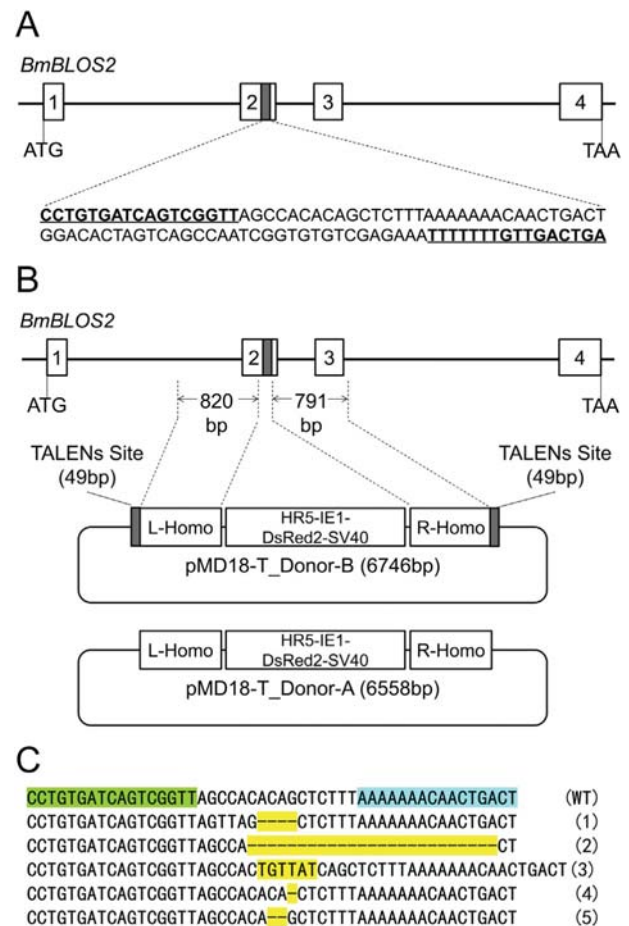 A
BmBLOS2
1 2 3 4
ATG TAA
CCTGTGATCAGTCGGTTAGCCACACAGCTCTTTAAAAAAACAACTGACT
GGACACTAGTCAGCCAATCGGTGTGTCGAGAAATTTTTTTGTTGACTGA
B
BmBLOS2
1 2 3 4
ATG 820 bp 791 bp TAA
TALENs Site (49bp)
TALENs Site (49bp)
L-Homo HR5-IE1-DsRed2-SV40 R-Homo
pMD18-T_Donor-B (6746bp)
L-Homo HR5-IE1-DsRed2-SV40 R-Homo
pMD18-T_Donor-A (6558bp)
C
CCTGTGATCAGTCGGTTAGCCACACAGCTCTTTAAAAAAACAACTGACT (WT)
CCTGTGATCAGTCGGTTAGTTAG----CTCTTTAAAAAAACAACTGACT (1)
CCTGTGATCAGTCGGTTAGCCA-------------------------CT (2)
CCTGTGATCAGTCGGTTAGCCACTGTTATCAGCTCTTTAAAAAAACAACTGACT (3)
CCTGTGATCAGTCGGTTAGCCACACA-CTCTTTAAAAAAACAACTGACT (4)
CCTGTGATCAGTCGGTTAGCCACA--GCTCTTTAAAAAAACAACTGACT (5)